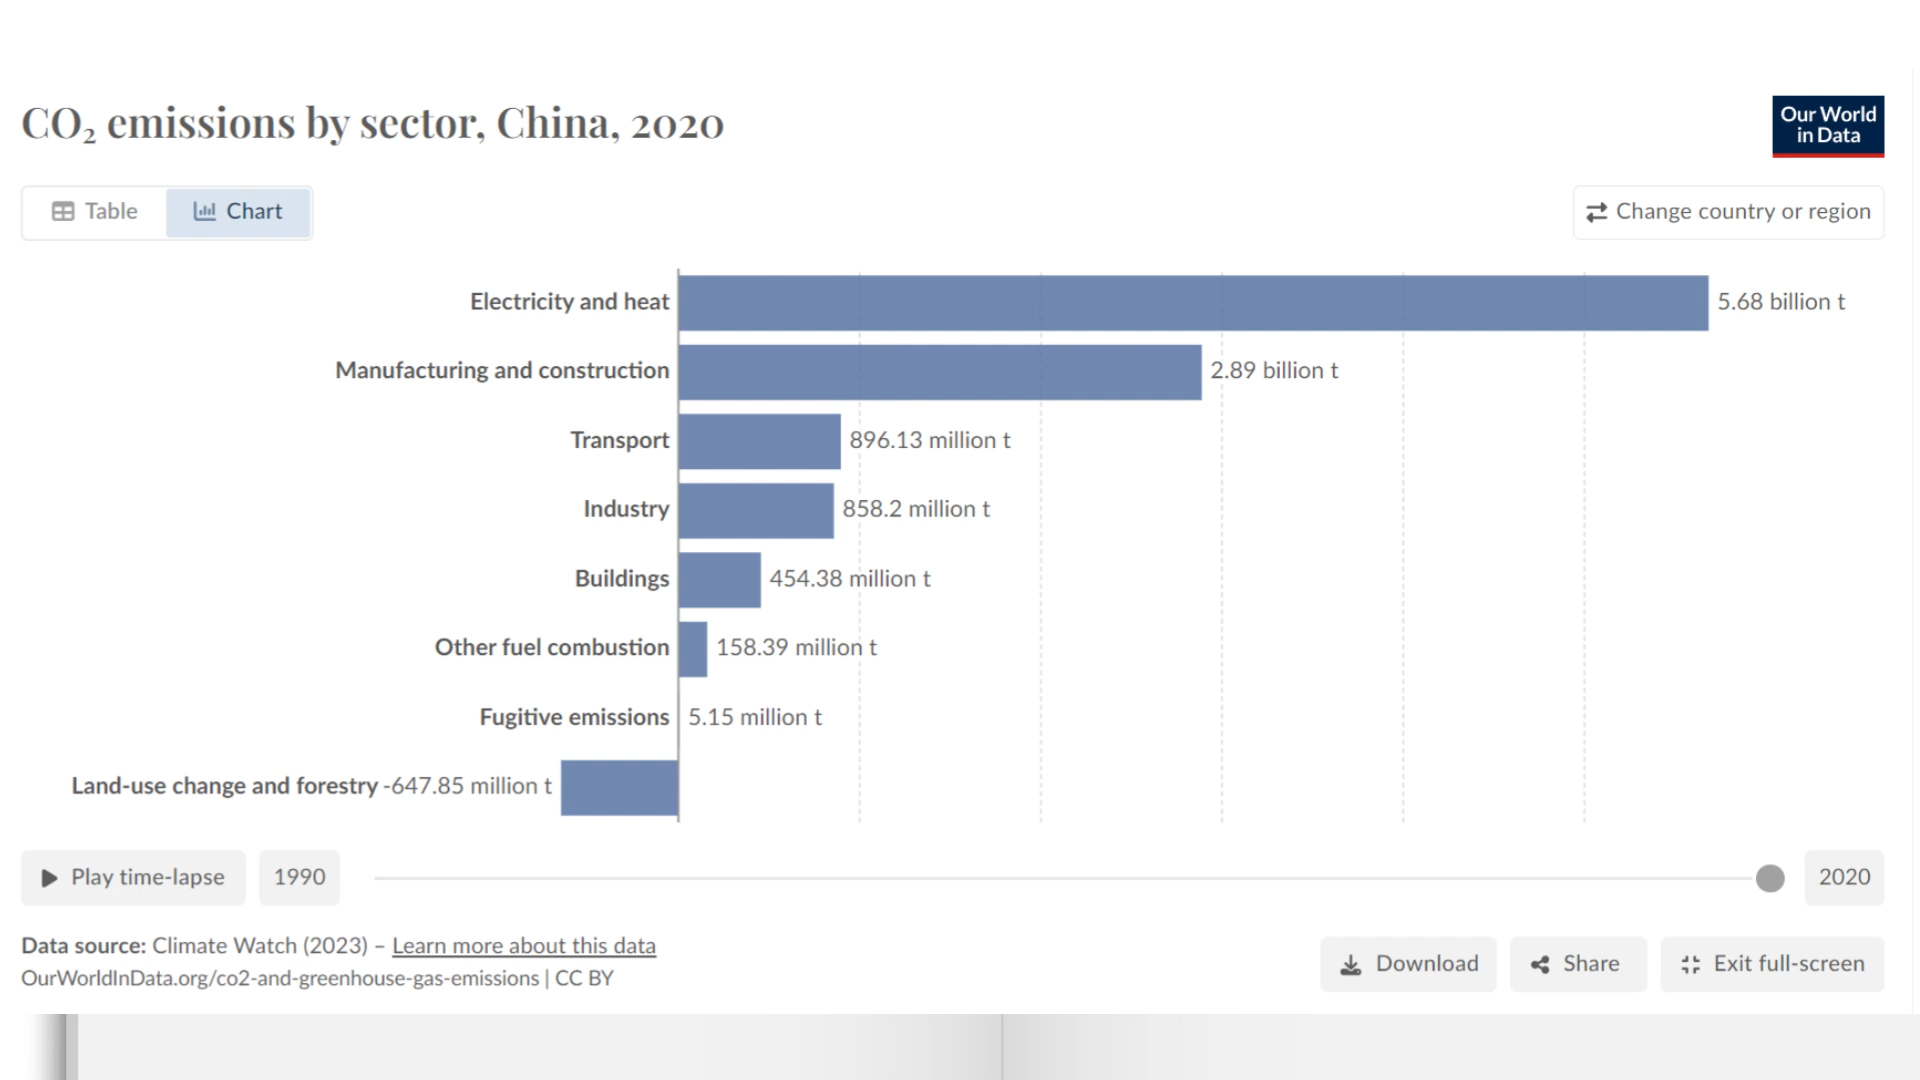 CO₂ emissions by sector, China, 2020
Our World
in Data
Table
Chart
Change country or region
Electricity and heat 5.68 billion t
Manufacturing and construction 2.89 billion t
Transport 896.13 million t
Industry 858.2 million t
Buildings 454.38 million t
Other fuel combustion 158.39 million t
Fugitive emissions 5.15 million t
Land-use change and forestry -647.85 million t
Play time-lapse 1990 2020
Data source: Climate Watch (2023) – Learn more about this data
OurWorldInData.org/co2-and-greenhouse-gas-emissions | CC BY
Download Share Exit full-screen